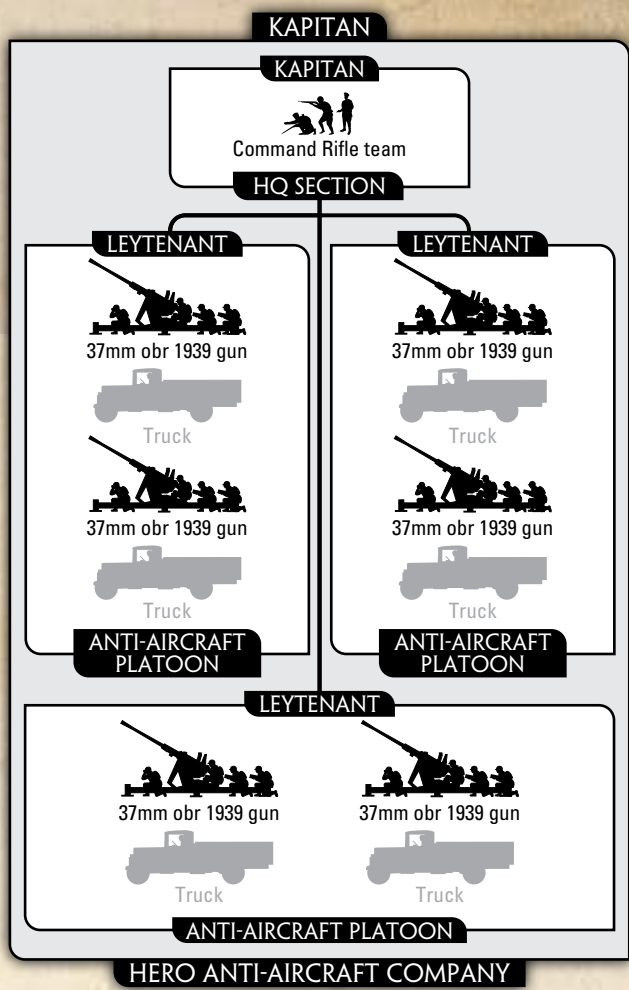 KAPITAN
KAPITAN
Command Rifle team
HQ SECTION
LEYTENANT
37mm obr 1939 gun
Truck
37mm obr 1939 gun
Truck
ANTI-AIRCRAFT
PLATOON
LEYTENANT
37mm obr 1939 gun
Truck
37mm obr 1939 gun
Truck
ANTI-AIRCRAFT
PLATOON
LEYTENANT
37mm obr 1939 gun
Truck
37mm obr 1939 gun
Truck
ANTI-AIRCRAFT PLATOON
HERO ANTI-AIRCRAFT COMPANY